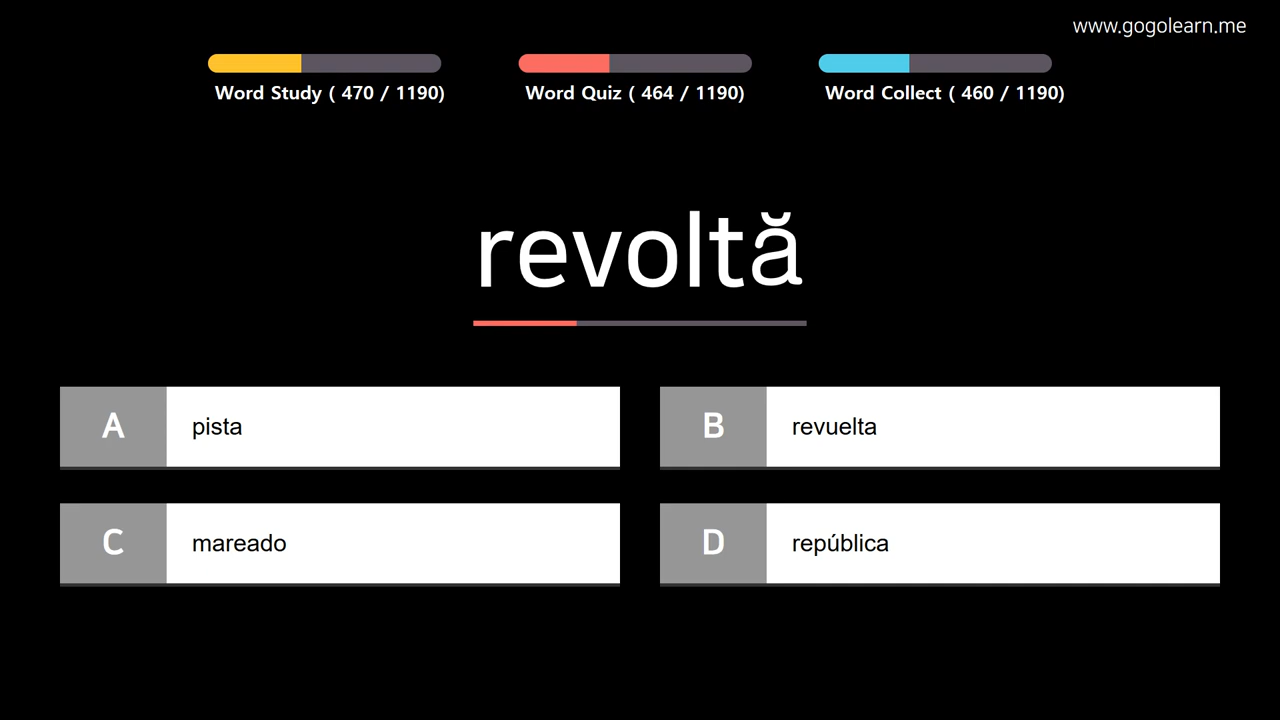 www.gogolearn.me
Word Study ( 470 / 1190)
Word Quiz ( 464 / 1190)
Word Collect ( 460 / 1190)
revoltă
A pista
B revuelta
C mareado
D república